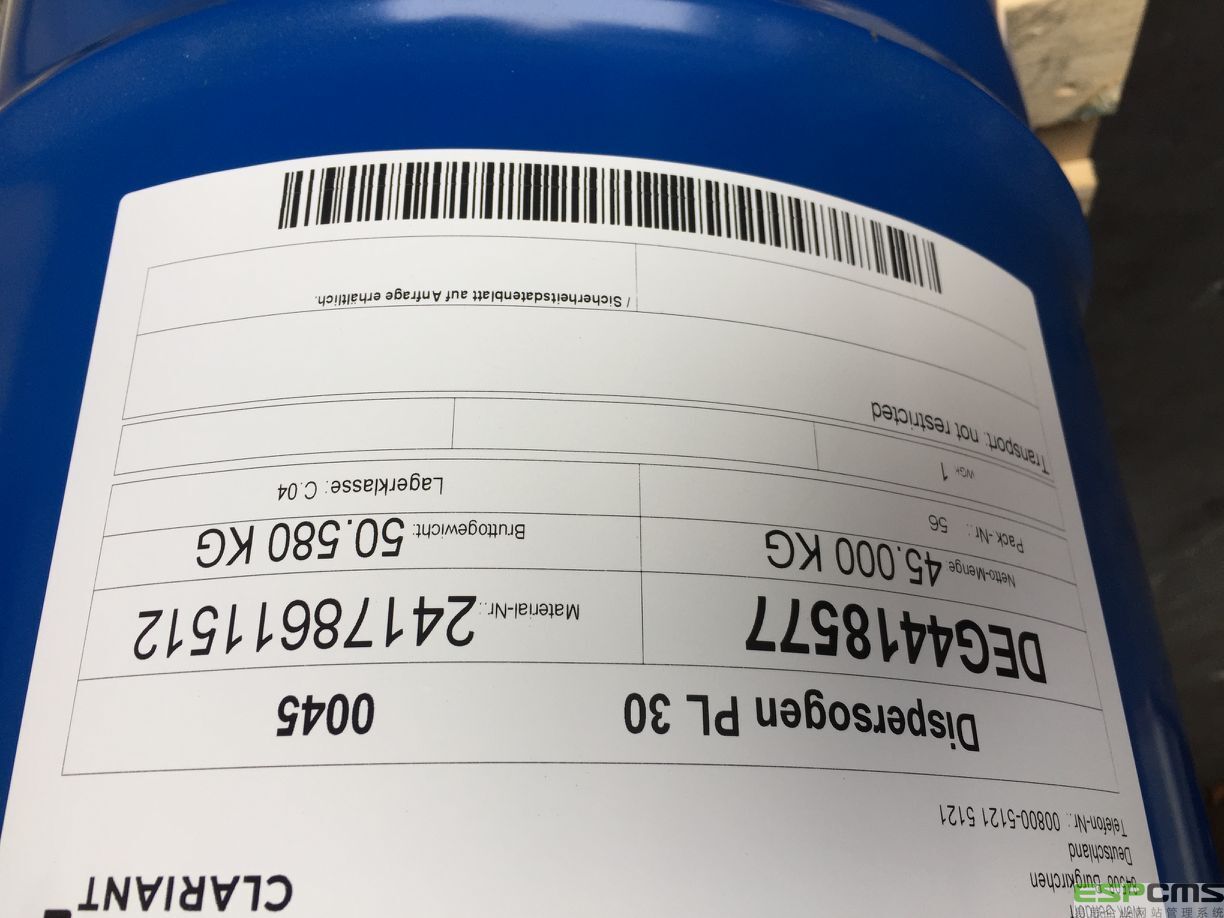 CLARIANT
Burgkirchen
Deutschland
Telefon-Nr.: 00800-5121 5121
Dispersogen PL 30 0045
DEG4418577 Material-Nr.: 24178611512
Netto-Menge: 45.000 KG Bruttogewicht: 50.580 KG
Pack.-Nr.: 56 Lagerklasse: C.04
WGK 1
Transport: not restricted
/ Sicherheitsdatenblatt auf Anfrage erhältlich.
ESPCMS